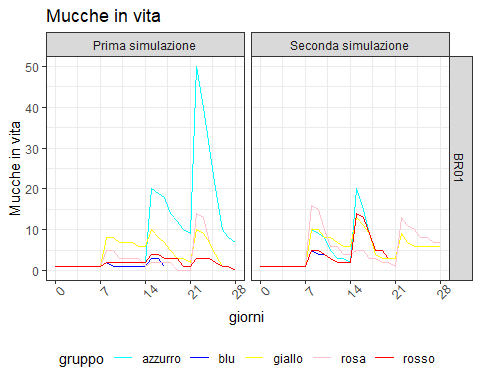 Mucche in vita
Prima simulazione Seconda simulazione
Mucche in vita
50
40
30
20
10
0
BR01
0 7 14 21 28 0 7 14 21 28
giorni
gruppo azzurro blu giallo rosa rosso